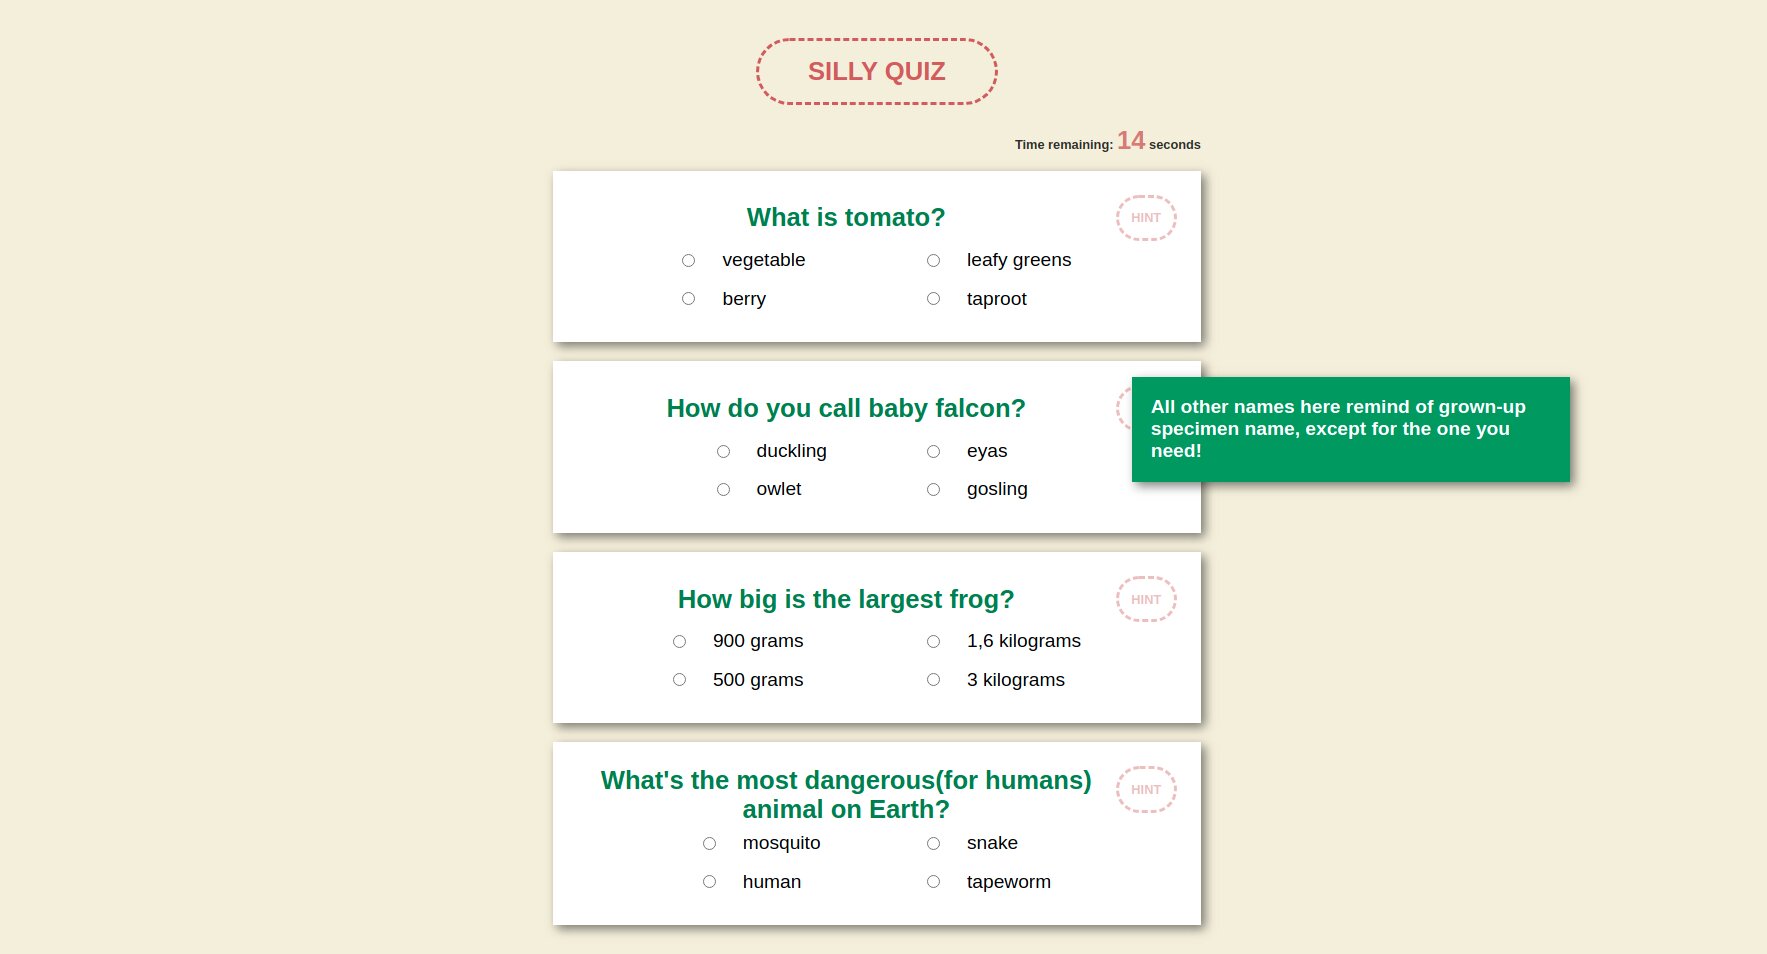 SILLY QUIZ
Time remaining: 14 seconds
What is tomato?
HINT
vegetable
leafy greens
berry
taproot
How do you call baby falcon?
All other names here remind of grown-up
specimen name, except for the one you
need!
duckling
eyas
owlet
gosling
How big is the largest frog?
HINT
900 grams
1,6 kilograms
500 grams
3 kilograms
What's the most dangerous(for humans)
animal on Earth?
HINT
mosquito
snake
human
tapeworm